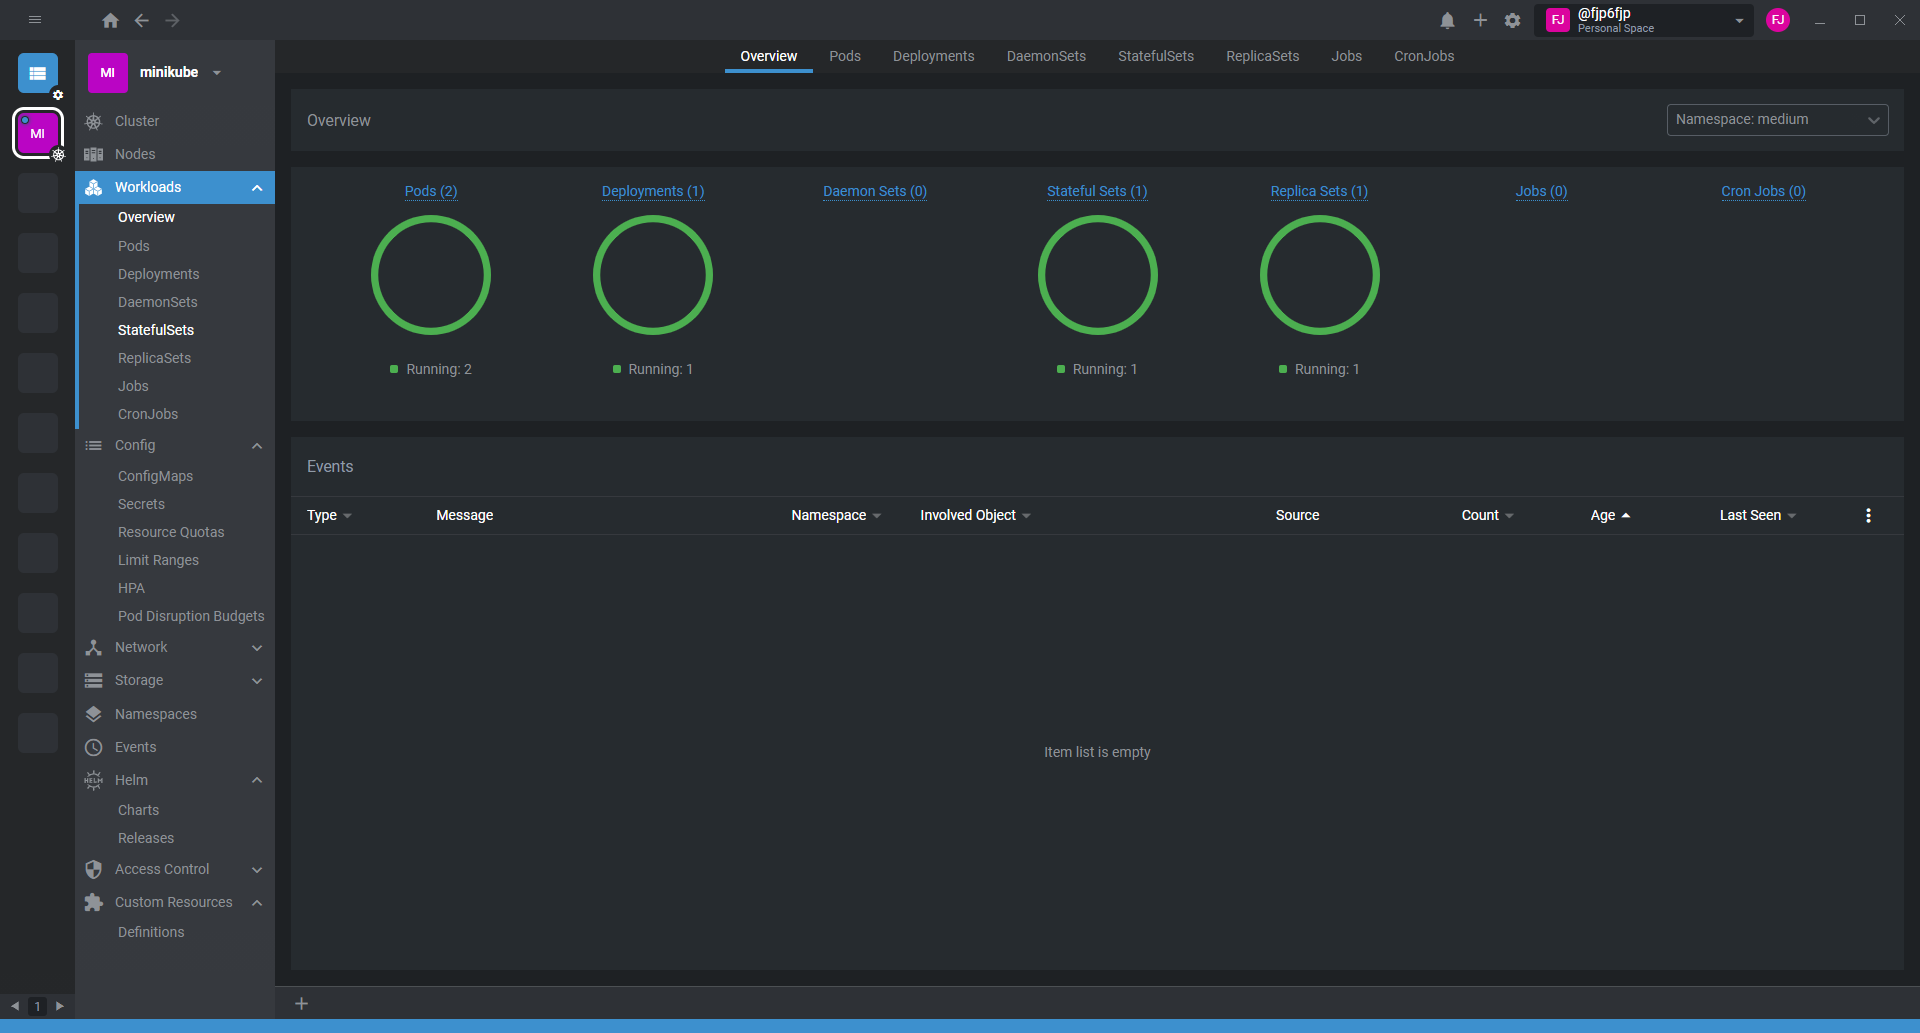 FJ @fjp6fjp Personal Space FJ
MI minikube
MI
Cluster
Nodes
Workloads
Overview
Pods
Deployments
DaemonSets
StatefulSets
ReplicaSets
Jobs
CronJobs
Config
ConfigMaps
Secrets
Resource Quotas
Limit Ranges
HPA
Pod Disruption Budgets
Network
Storage
Namespaces
Events
HELM Helm
Charts
Releases
Access Control
Custom Resources
Definitions
1
Overview Pods Deployments DaemonSets StatefulSets ReplicaSets Jobs CronJobs
Overview Namespace: medium
Pods (2) Deployments (1) Daemon Sets (0) Stateful Sets (1) Replica Sets (1) Jobs (0) Cron Jobs (0)
Running: 2 Running: 1 Running: 1 Running: 1
Events
Type Message Namespace Involved Object Source Count Age Last Seen
Item list is empty